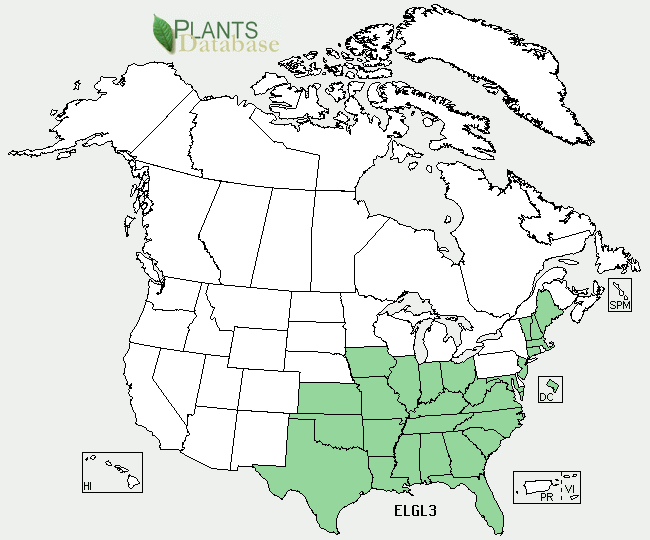 PLANTS
Database
SPM
DC
HI
PR
VI
ELGL3